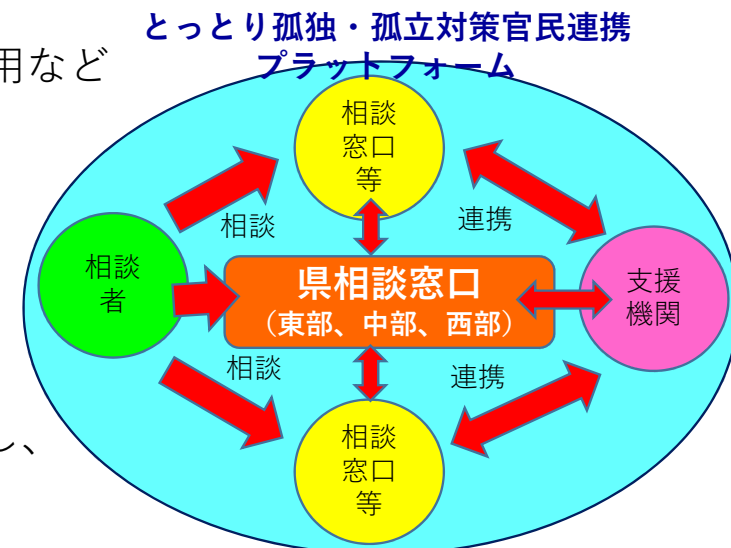 とっとり孤独・孤立対策官民連携
プラットフォーム
用など
相談
窓口
等
相談
連携
相談
者
県相談窓口
（東部、中部、西部）
支援
機関
相談
連携
し、
相談
窓口
等